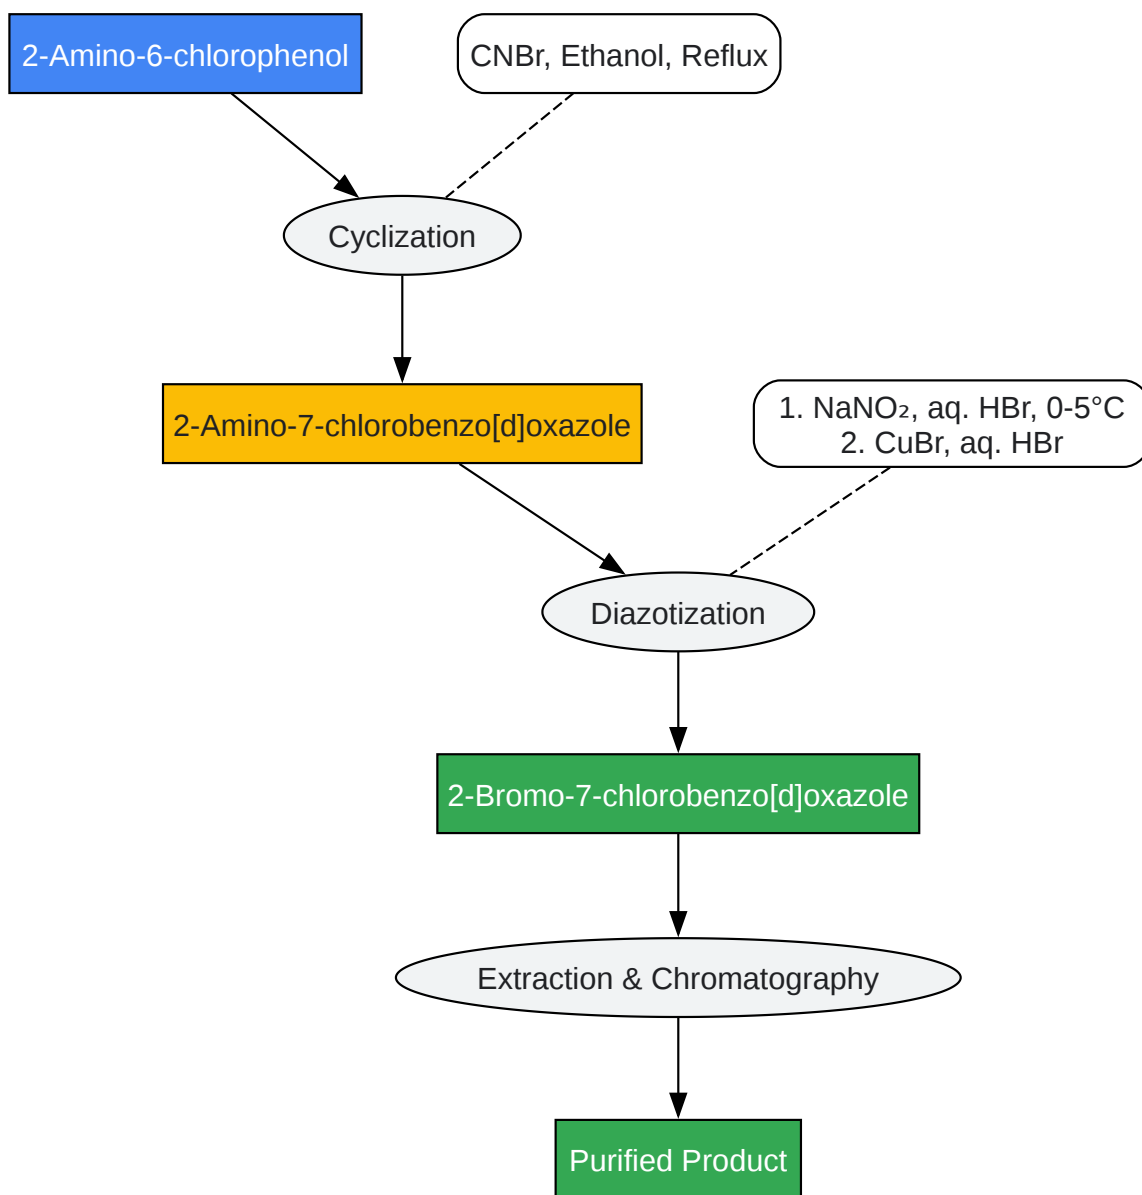 2-Amino-6-chlorophenol
CNBr, Ethanol, Reflux
Cyclization
2-Amino-7-chlorobenzo[d]oxazole
1. NaNO₂, aq. HBr, 0-5°C
2. CuBr, aq. HBr
Diazotization
2-Bromo-7-chlorobenzo[d]oxazole
Extraction & Chromatography
Purified Product